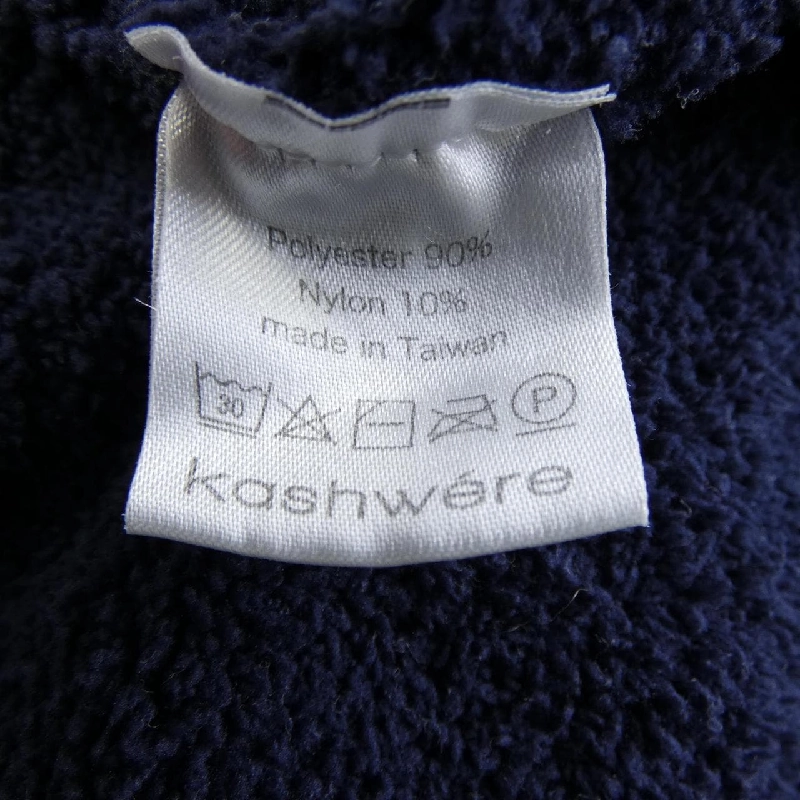 Polyester 90%
Nylon 10%
made in Taiwan
30 P
kashwére